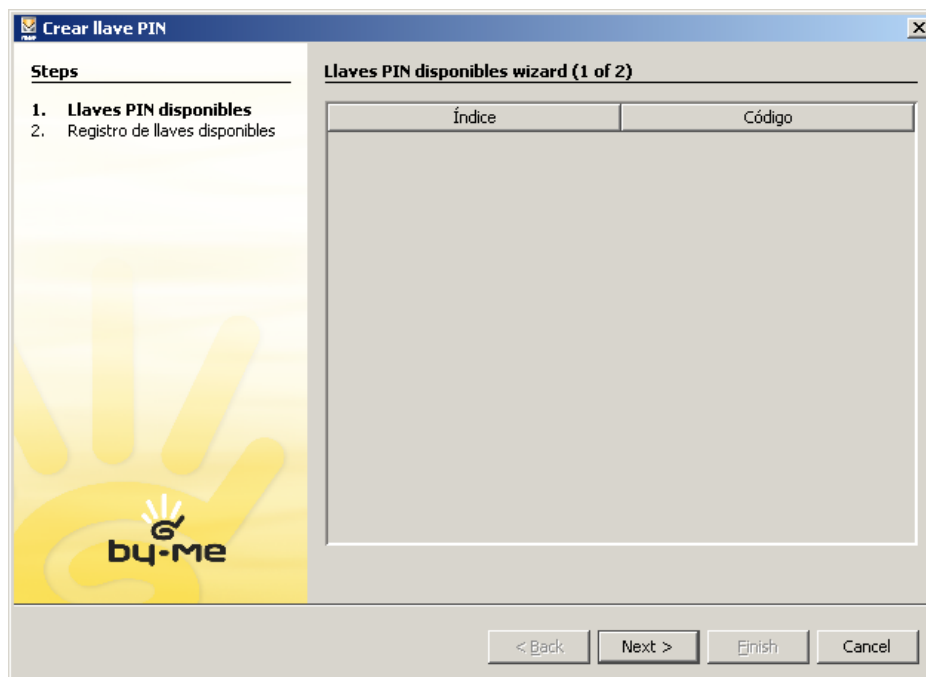 Crear llave PIN
Steps
1. Llaves PIN disponibles
2. Registro de llaves disponibles
Llaves PIN disponibles wizard (1 of 2)
Índice Código
by-me
< Back Next > Finish Cancel